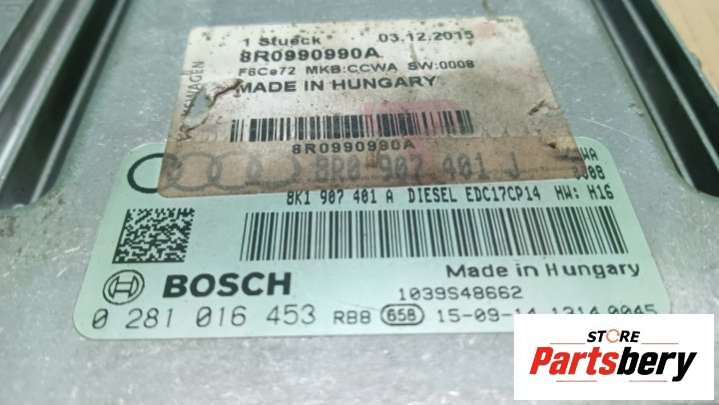 1 Stueck 03.12.2015
8R0990990A
F6Ce72 MKB:CCWA SW:0008
MADE IN HUNGARY
8R0990990A
8R0 907 401 J
8K1 907 401 A DIESEL EDC17CP14 HW: H16
Made in Hungary
BOSCH
1039S48662
0 281 016 453 RB8 658 15-09-14
STORE
Partsbery